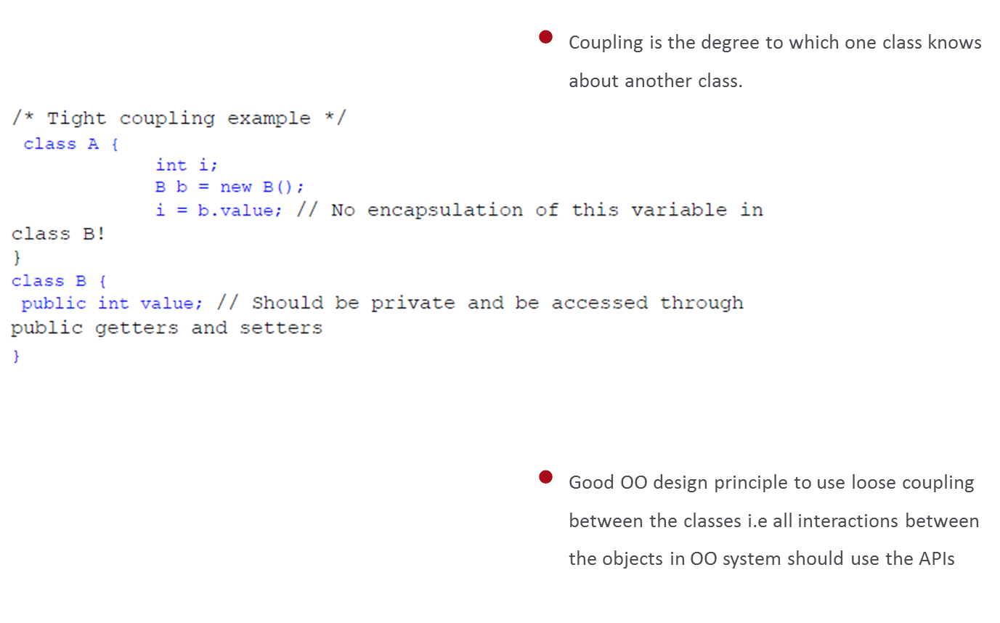 Coupling is the degree to which one class knows
about another class.
/* Tight coupling example */
class A {
int i;
B b = new B();
i = b.value; // No encapsulation of this variable in
class B!
}
class B {
public int value; // Should be private and be accessed through
public getters and setters
}
Good OO design principle to use loose coupling
between the classes i.e all interactions between
the objects in OO system should use the APIs